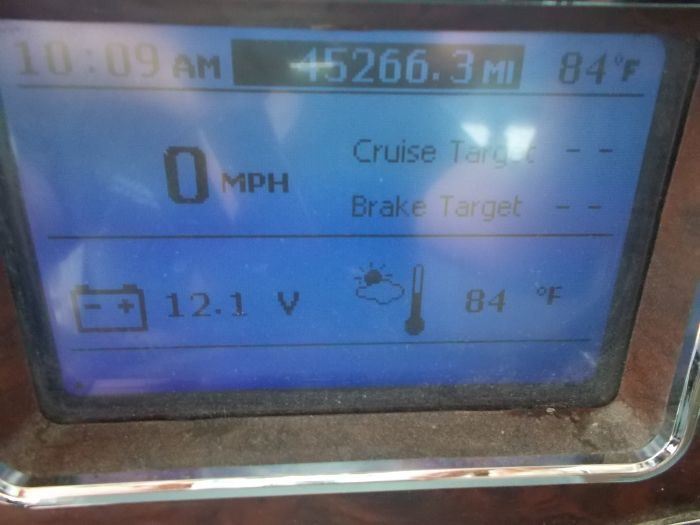 10:09 AM 45266.3 MI 84°F
0 MPH
Cruise Target - -
Brake Target - -
- + 12.1 V 84 °F